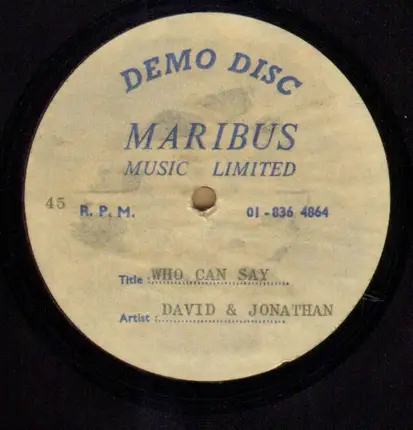 DEMO DISC
MARIBUS
MUSIC LIMITED
45 R. P. M. 01-836 4864
Title :WHO CAN SAY
Artist :DAVID & JONATHAN